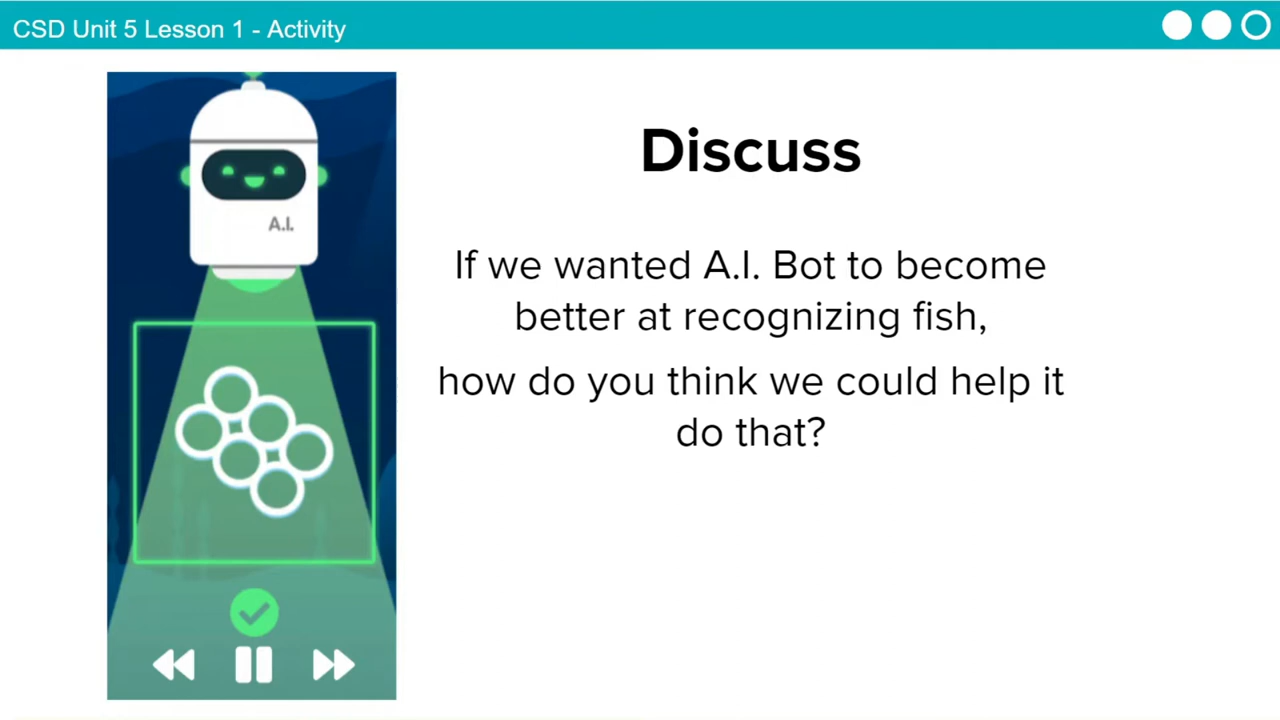 CSD Unit 5 Lesson 1 - Activity
A.I.
Discuss
If we wanted A.I. Bot to become
better at recognizing fish,
how do you think we could help it
do that?